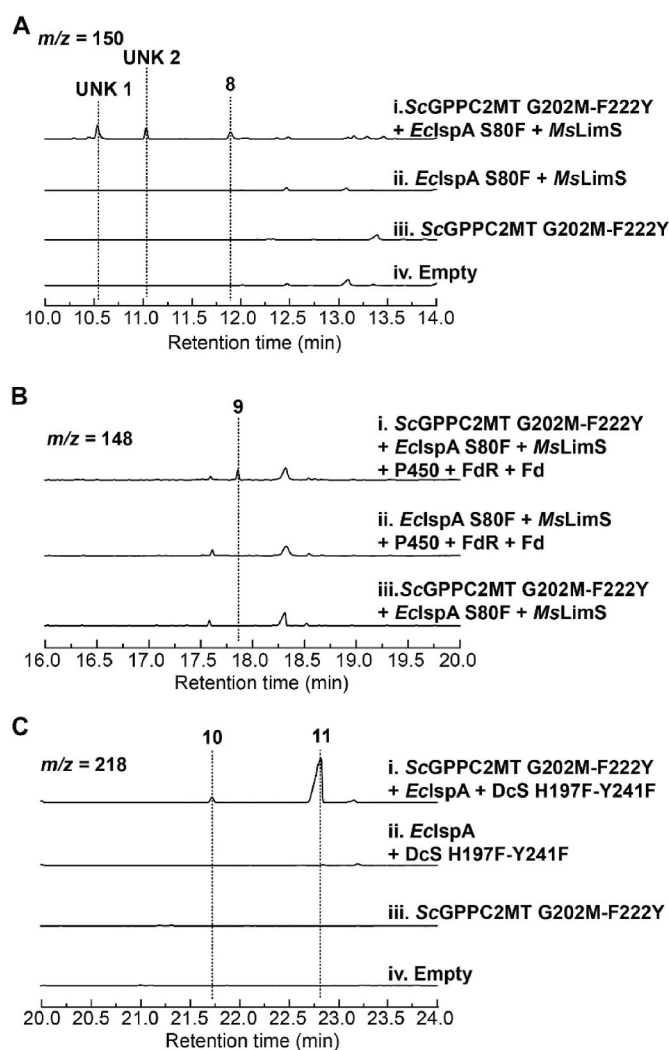 A
m/z = 150
UNK 1
UNK 2
8
i.ScGPPC2MT G202M-F222Y
+ EcIspA S80F + MsLimS
ii. EcIspA S80F + MsLimS
iii. ScGPPC2MT G202M-F222Y
iv. Empty
10.0 10.5 11.0 11.5 12.0 12.5 13.0 13.5 14.0
Retention time (min)
B
m/z = 148
9
i. ScGPPC2MT G202M-F222Y
+ EcIspA S80F + MsLimS
+ P450 + FdR + Fd
ii. EcIspA S80F + MsLimS
+ P450 + FdR + Fd
iii.ScGPPC2MT G202M-F222Y
+ EcIspA S80F + MsLimS
16.0 16.5 17.0 17.5 18.0 18.5 19.0 19.5 20.0
Retention time (min)
C
m/z = 218
10
11
i. ScGPPC2MT G202M-F222Y
+ EcIspA + DcS H197F-Y241F
ii. EcIspA
+ DcS H197F-Y241F
iii. ScGPPC2MT G202M-F222Y
iv. Empty
20.0 20.5 21.0 21.5 22.0 22.5 23.0 23.5 24.0
Retention time (min)